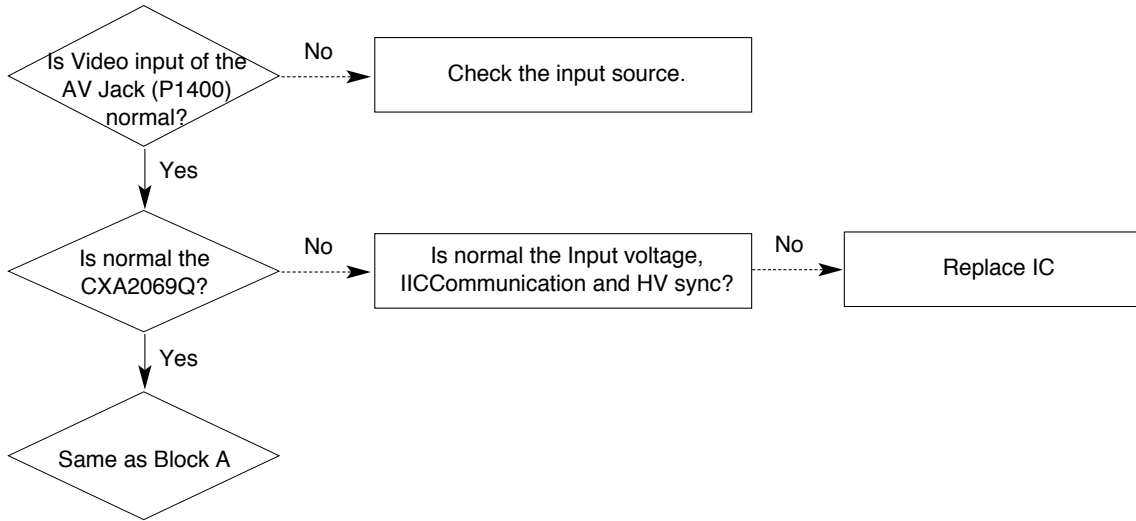 Is Video input of the
AV Jack (P1400)
normal?
No
Check the input source.
Yes
Is normal the
CXA2069Q?
No
Is normal the Input voltage,
IICCommunication and HV sync?
No
Replace IC
Yes
Same as Block A